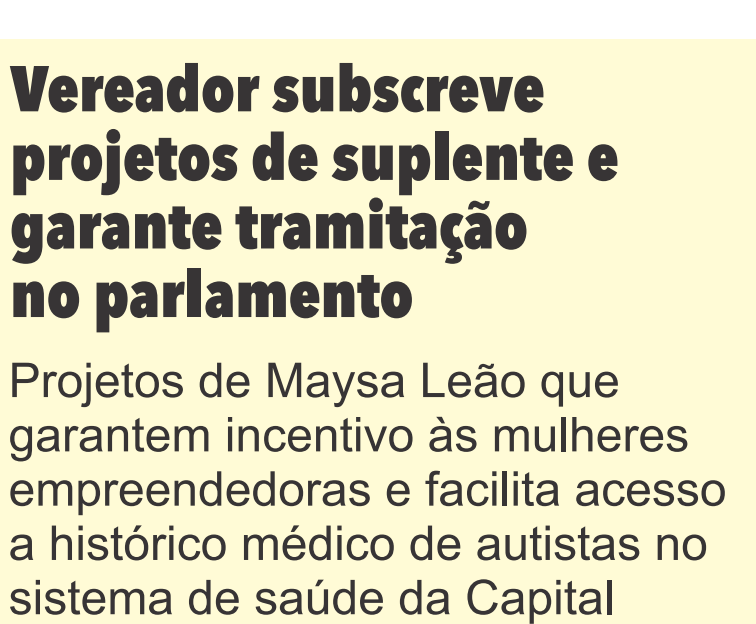 Vereador subscreve
projetos de suplente e
garante tramitação
no parlamento
Projetos de Maysa Leão que
garantem incentivo às mulheres
empreendedoras e facilita acesso
a histórico médico de autistas no
sistema de saúde da Capital